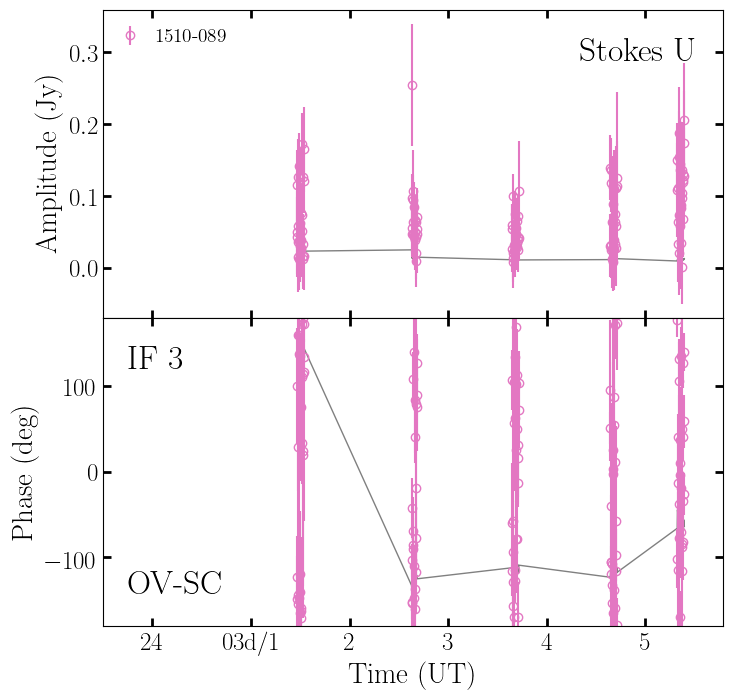 1510-089
Stokes U
0.3
0.2
0.1
0.0
Amplitude (Jy)
IF 3
100
0
−100
Phase (deg)
OV-SC
24 03d/1 2 3 4 5
Time (UT)